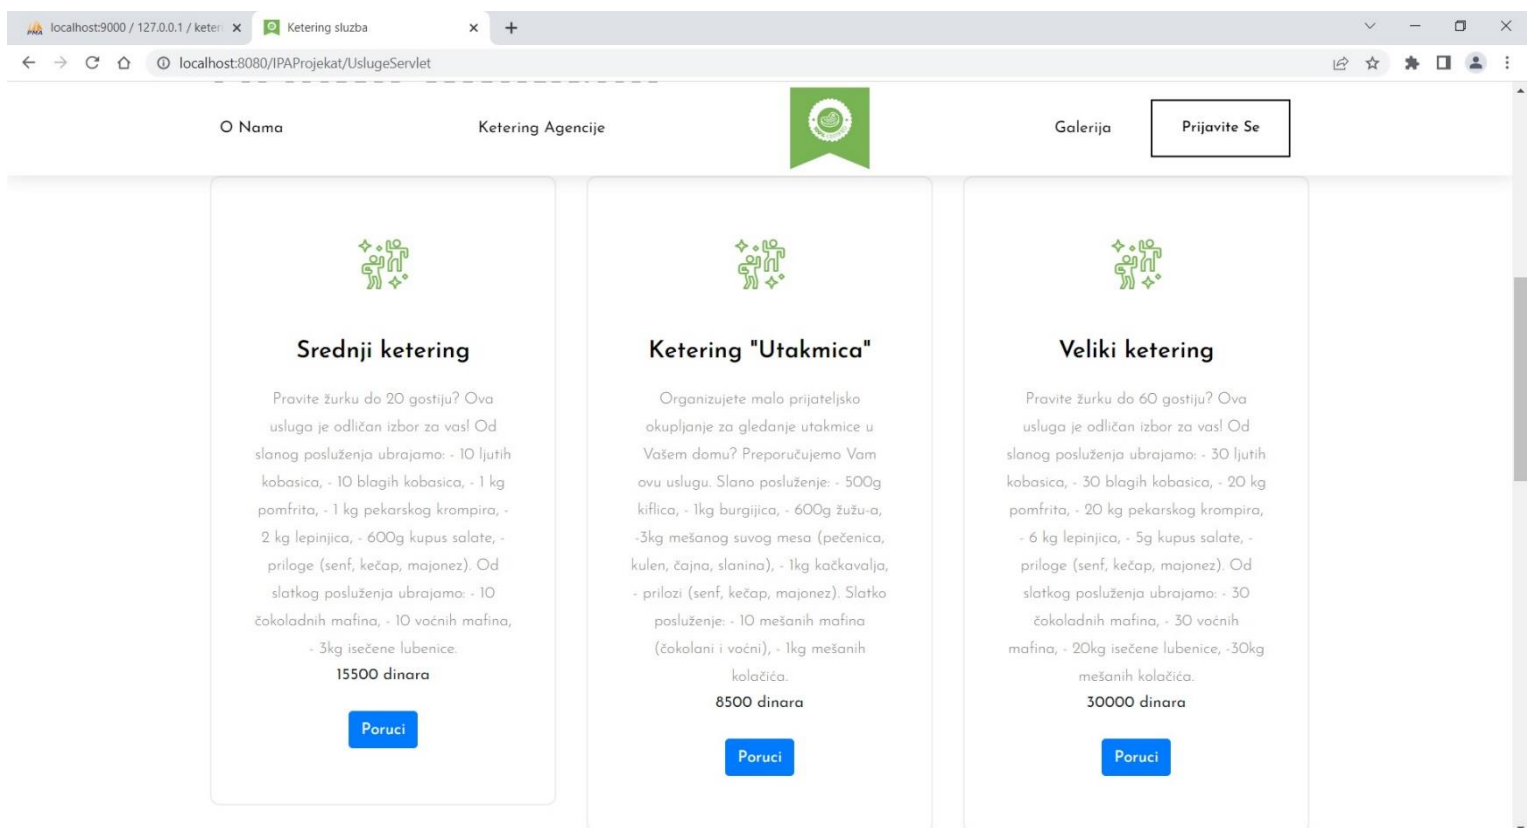 localhost:9000 / 127.0.0.1 / keteri
Ketering sluzba
localhost:8080/IPAProjekat/UslugeServlet
O Nama
Ketering Agencije
Galerija
Prijavite Se
Srednji ketering
Pravite žurku do 20 gostiju? Ova
usluga je odličan izbor za vas! Od
slanog posluženja ubrajamo: - 10 ljutih
kobasica, - 10 blagih kobasica, - 1 kg
pomfrita, - 1 kg pekarskog krompira, -
2 kg lepinjica, - 600g kupus salate, -
priloge (senf, kečap, majonez). Od
slatkog posluženja ubrajamo: - 10
čokoladnih mafina, - 10 voćnih mafina,
- 3kg isečene lubenice.
15500 dinara
Poruci
Ketering "Utakmica"
Organizujete malo prijateljsko
okupljanje za gledanje utakmice u
Vašem domu? Preporučujemo Vam
ovu uslugu. Slano posluženje: - 500g
kiflica, - 1kg burgijica, - 600g žužu-a,
-3kg mešanog suvog mesa (pečenica,
kulen, čajna, slanina), - 1kg kačkavalja,
- prilozi (senf, kečap, majonez). Slatko
posluženje: - 10 mešanih mafina
(čokolani i voćni), - 1kg mešanih
kolačića.
8500 dinara
Poruci
Veliki ketering
Pravite žurku do 60 gostiju? Ova
usluga je odličan izbor za vas! Od
slanog posluženja ubrajamo: - 30 ljutih
kobasica, - 30 blagih kobasica, - 20 kg
pomfrita, - 20 kg pekarskog krompira,
- 6 kg lepinjica, - 5g kupus salate, -
priloge (senf, kečap, majonez). Od
slatkog posluženja ubrajamo: - 30
čokoladnih mafina, - 30 voćnih
mafina, - 20kg isečene lubenice, -30kg
mešanih kolačića.
30000 dinara
Poruci